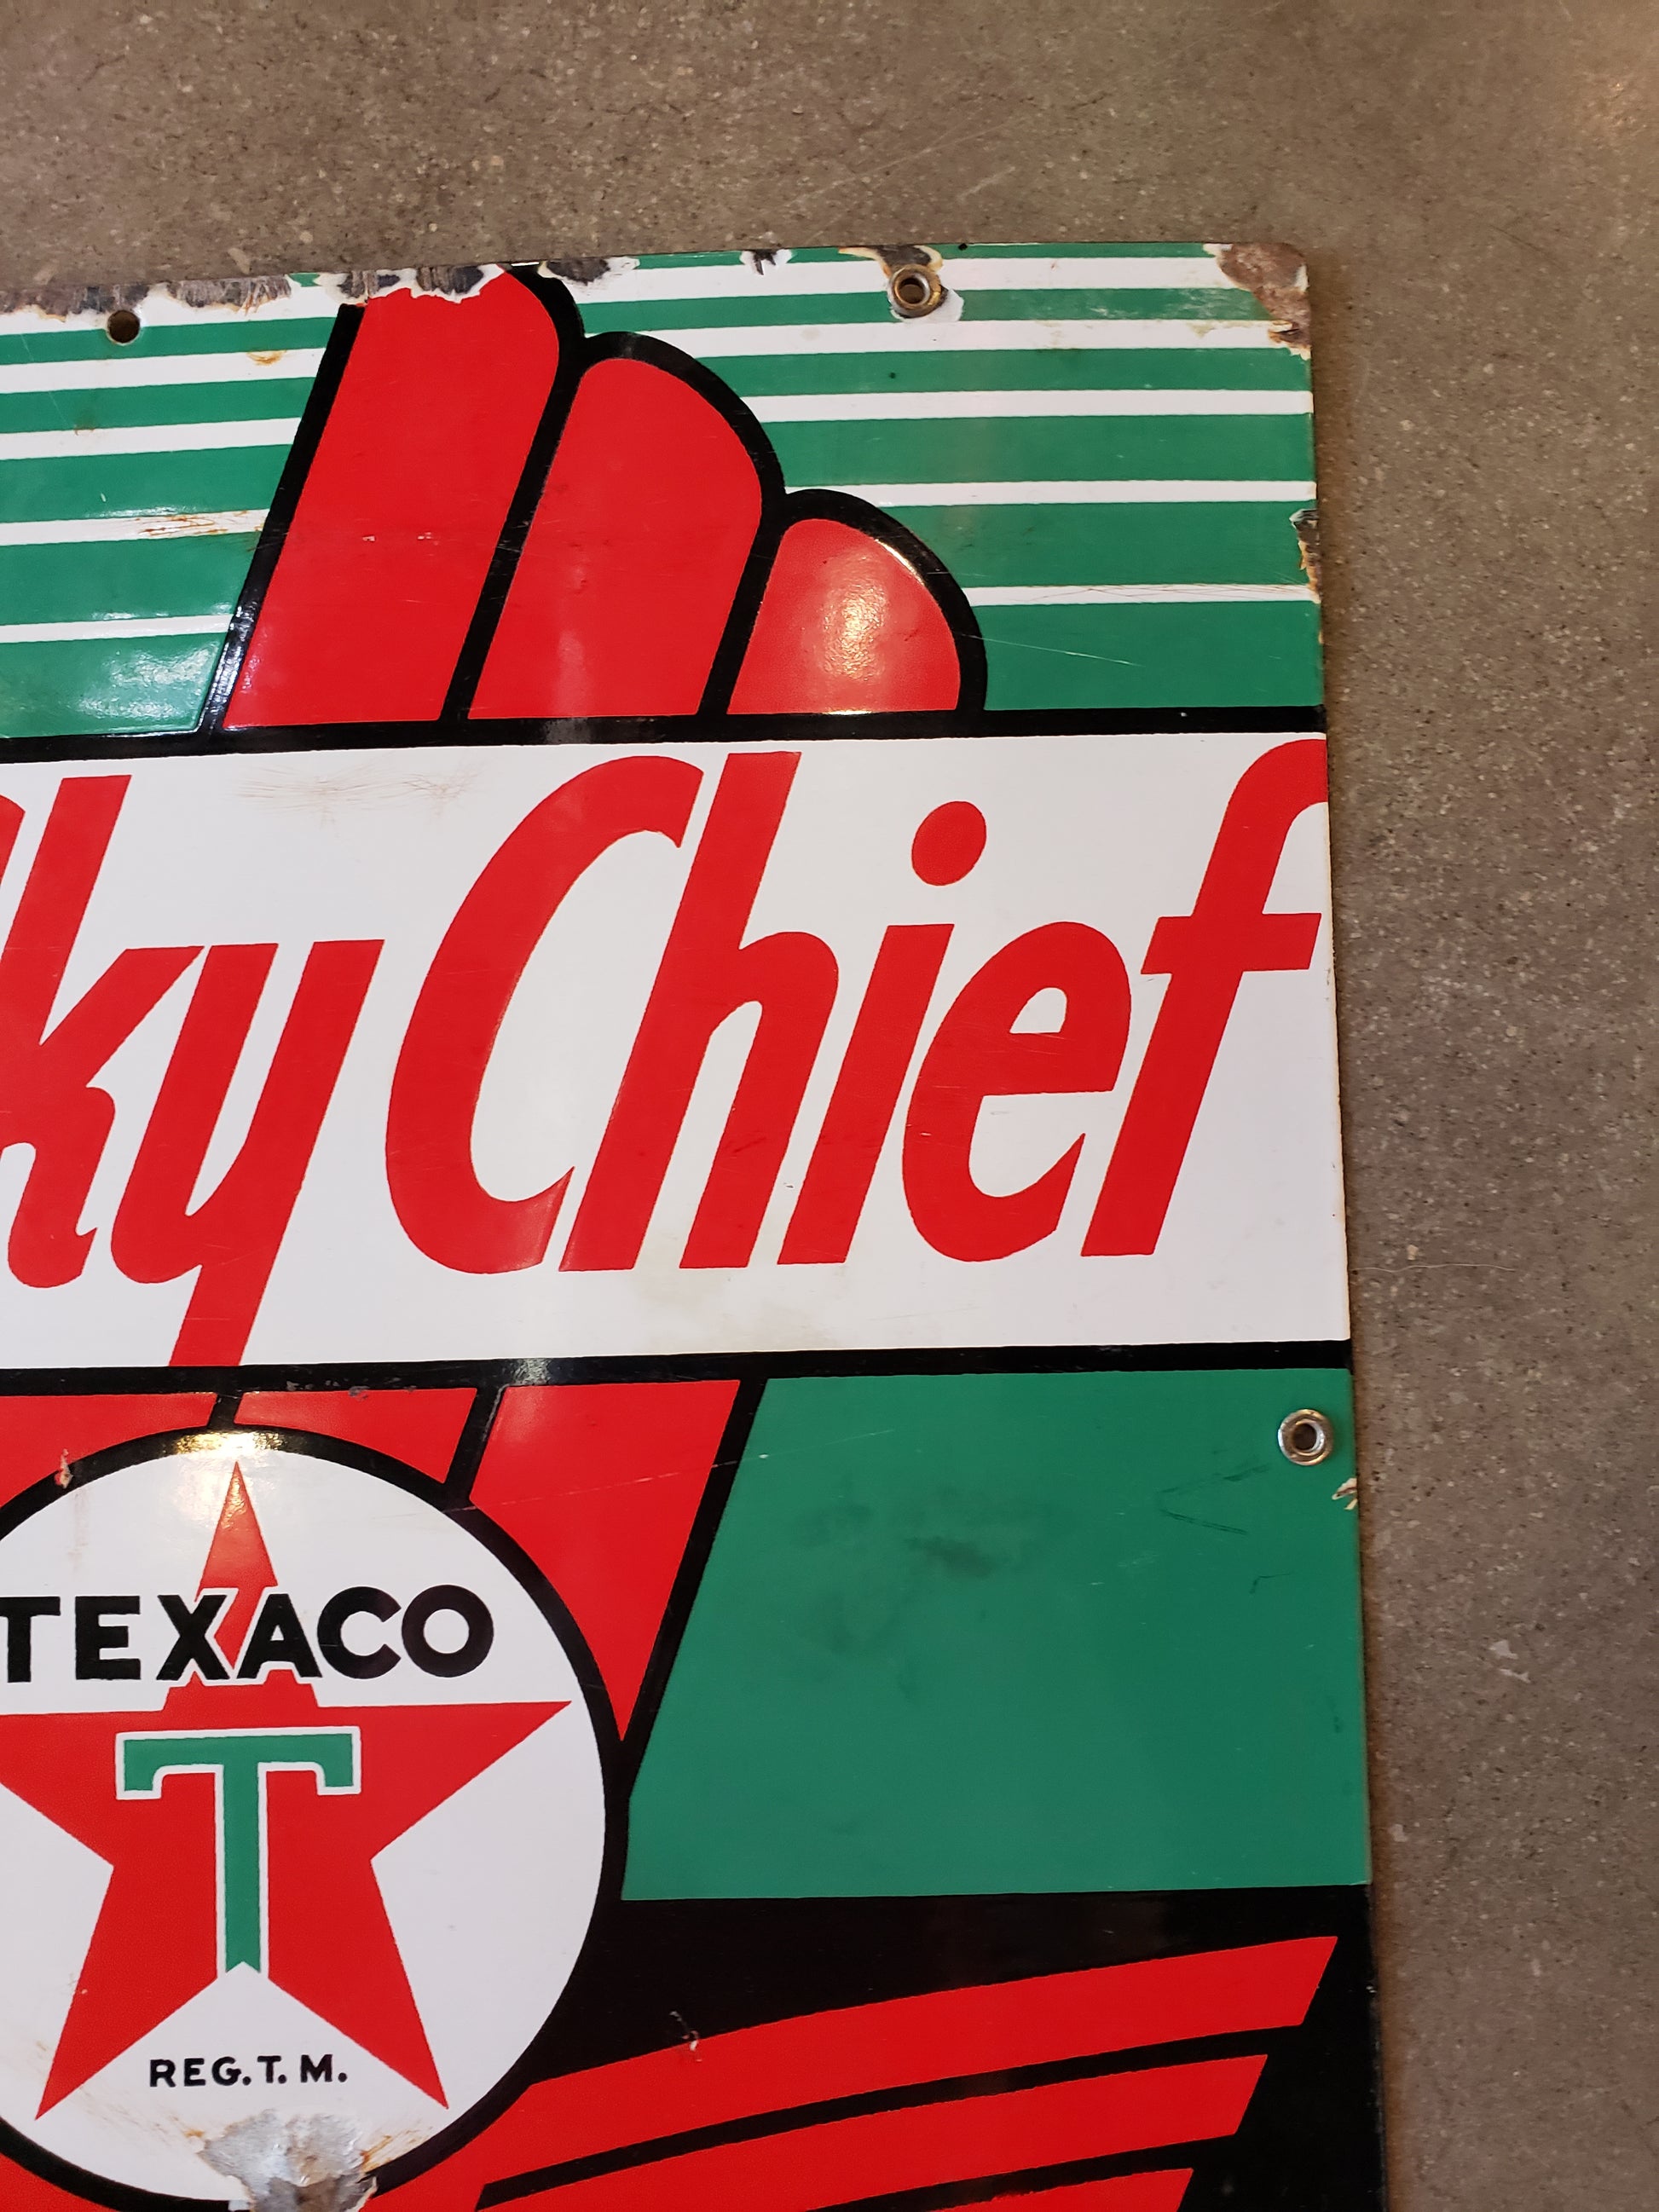 ky Chief
TEXACO
T
REG. T. M.